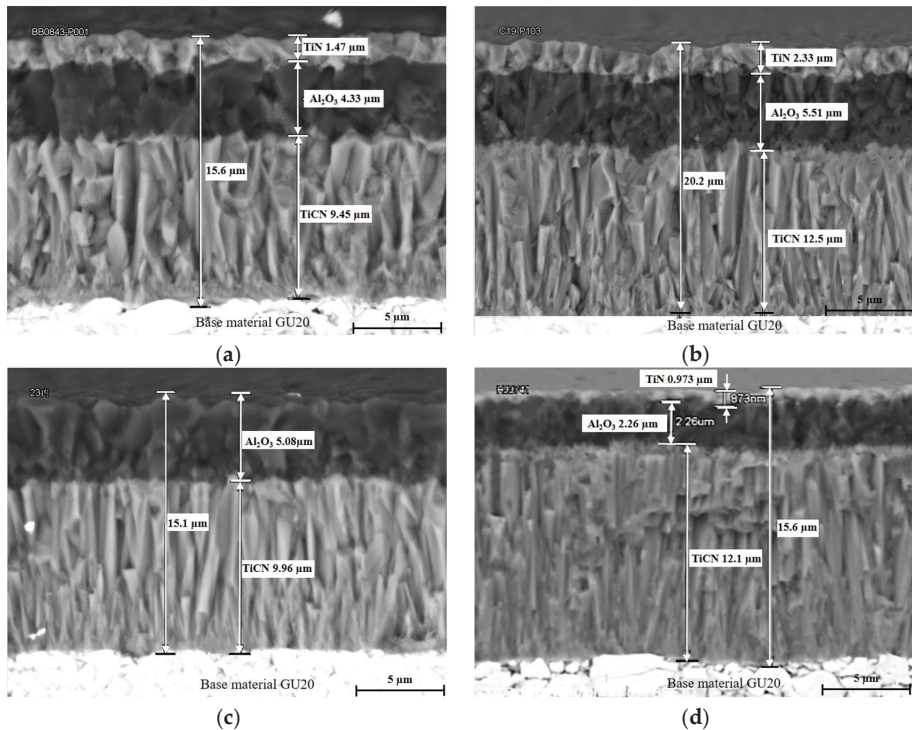 BB0843-P001
TiN 1.47 µm
Al₂O₃ 4.33 µm
15.6 µm
TiCN 9.45 µm
Base material GU20
5 µm
(a)
C19 P103
TiN 2.33 µm
Al₂O₃ 5.51 µm
20.2 µm
TiCN 12.5 µm
5 µm
Base material GU20
(b)
Al₂O₃ 5.08µm
15.1 µm
TiCN 9.96 µm
Base material GU20
5 µm
(c)
TiN 0.973 µm
973nm
Al₂O₃ 2.26 µm
2.26um
15.6 µm
TiCN 12.1 µm
Base material GU20
5 µm
(d)